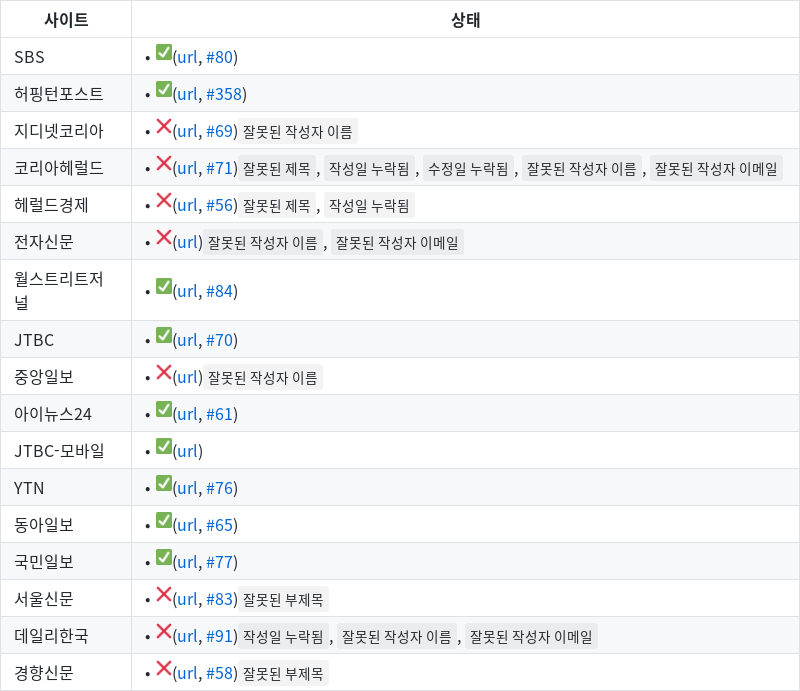 사이트 상태
SBS • ✅(url, #80)
허핑턴포스트 • ✅(url, #358)
지디넷코리아 • ❌(url, #69) 잘못된 작성자 이름
코리아헤럴드 • ❌(url, #71) 잘못된 제목 , 작성일 누락됨 , 수정일 누락됨 , 잘못된 작성자 이름 , 잘못된 작성자 이메일
헤럴드경제 • ❌(url, #56) 잘못된 제목 , 작성일 누락됨
전자신문 • ❌(url) 잘못된 작성자 이름 , 잘못된 작성자 이메일
월스트리트저
널 • ✅(url, #84)
JTBC • ✅(url, #70)
중앙일보 • ❌(url) 잘못된 작성자 이름
아이뉴스24 • ✅(url, #61)
JTBC-모바일 • ✅(url)
YTN • ✅(url, #76)
동아일보 • ✅(url, #65)
국민일보 • ✅(url, #77)
서울신문 • ❌(url, #83) 잘못된 부제목
데일리한국 • ❌(url, #91) 작성일 누락됨 , 잘못된 작성자 이름 , 잘못된 작성자 이메일
경향신문 • ❌(url, #58) 잘못된 부제목